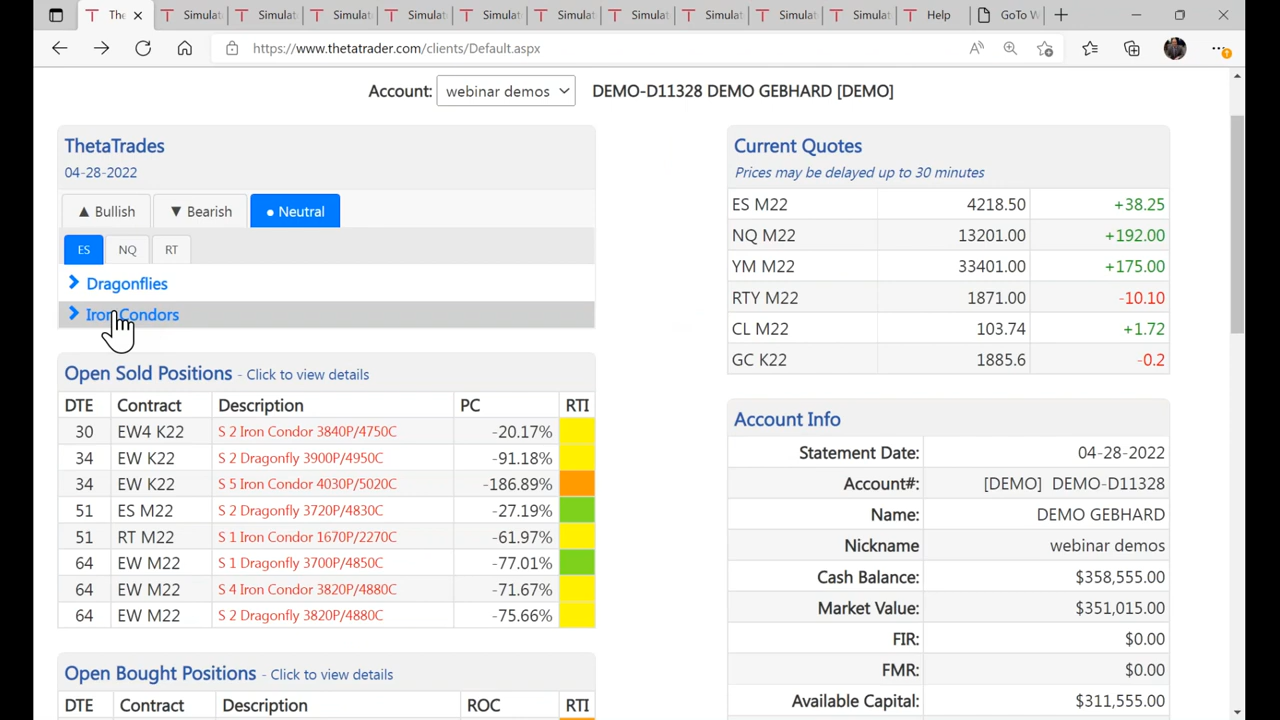 The
Simulat
Simulat
Simulat
Simulat
Simulat
Simulat
Simulat
Simulat
Simulat
Simulat
Help
GoTo W
https://www.thetatrader.com/clients/Default.aspx
Account: webinar demos DEMO-D11328 DEMO GEBHARD [DEMO]
ThetaTrades
04-28-2022
▲ Bullish ▼ Bearish ● Neutral
ES NQ RT
Dragonflies
Iron Condors
Open Sold Positions - Click to view details
DTE Contract Description PC RTI
30 EW4 K22 S 2 Iron Condor 3840P/4750C -20.17%
34 EW K22 S 2 Dragonfly 3900P/4950C -91.18%
34 EW K22 S 5 Iron Condor 4030P/5020C -186.89%
51 ES M22 S 2 Dragonfly 3720P/4830C -27.19%
51 RT M22 S 1 Iron Condor 1670P/2270C -61.97%
64 EW M22 S 1 Dragonfly 3700P/4850C -77.01%
64 EW M22 S 4 Iron Condor 3820P/4880C -71.67%
64 EW M22 S 2 Dragonfly 3820P/4880C -75.66%
Open Bought Positions - Click to view details
DTE Contract Description ROC RTI
Current Quotes
Prices may be delayed up to 30 minutes
ES M22 4218.50 +38.25
NQ M22 13201.00 +192.00
YM M22 33401.00 +175.00
RTY M22 1871.00 -10.10
CL M22 103.74 +1.72
GC K22 1885.6 -0.2
Account Info
Statement Date: 04-28-2022
Account#: [DEMO] DEMO-D11328
Name: DEMO GEBHARD
Nickname webinar demos
Cash Balance: $358,555.00
Market Value: $351,015.00
FIR: $0.00
FMR: $0.00
Available Capital: $311,555.00